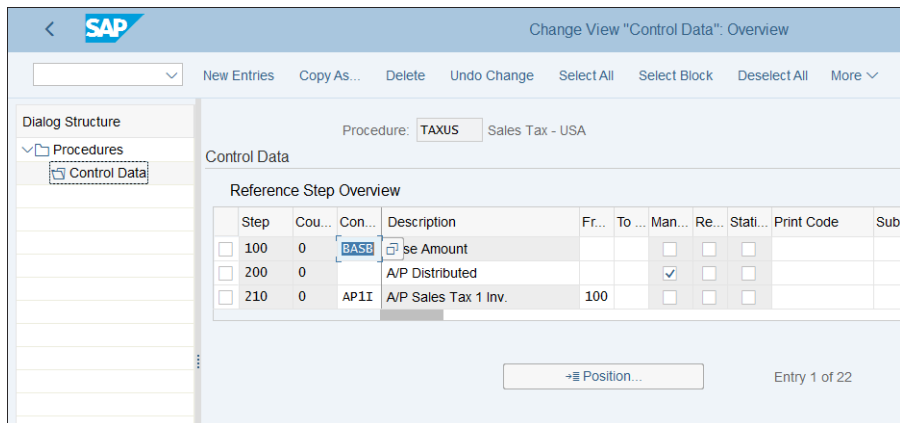 SAP
Change View "Control Data": Overview
New Entries Copy As... Delete Undo Change Select All Select Block Deselect All More
Dialog Structure
Procedures
Control Data
Procedure: TAXUS Sales Tax - USA
Control Data
Reference Step Overview
Step Cou... Con... Description Fr... To ... Man... Re... Stati... Print Code Sub
100 0 BASB se Amount
200 0 A/P Distributed
210 0 AP1I A/P Sales Tax 1 Inv. 100
Position... Entry 1 of 22